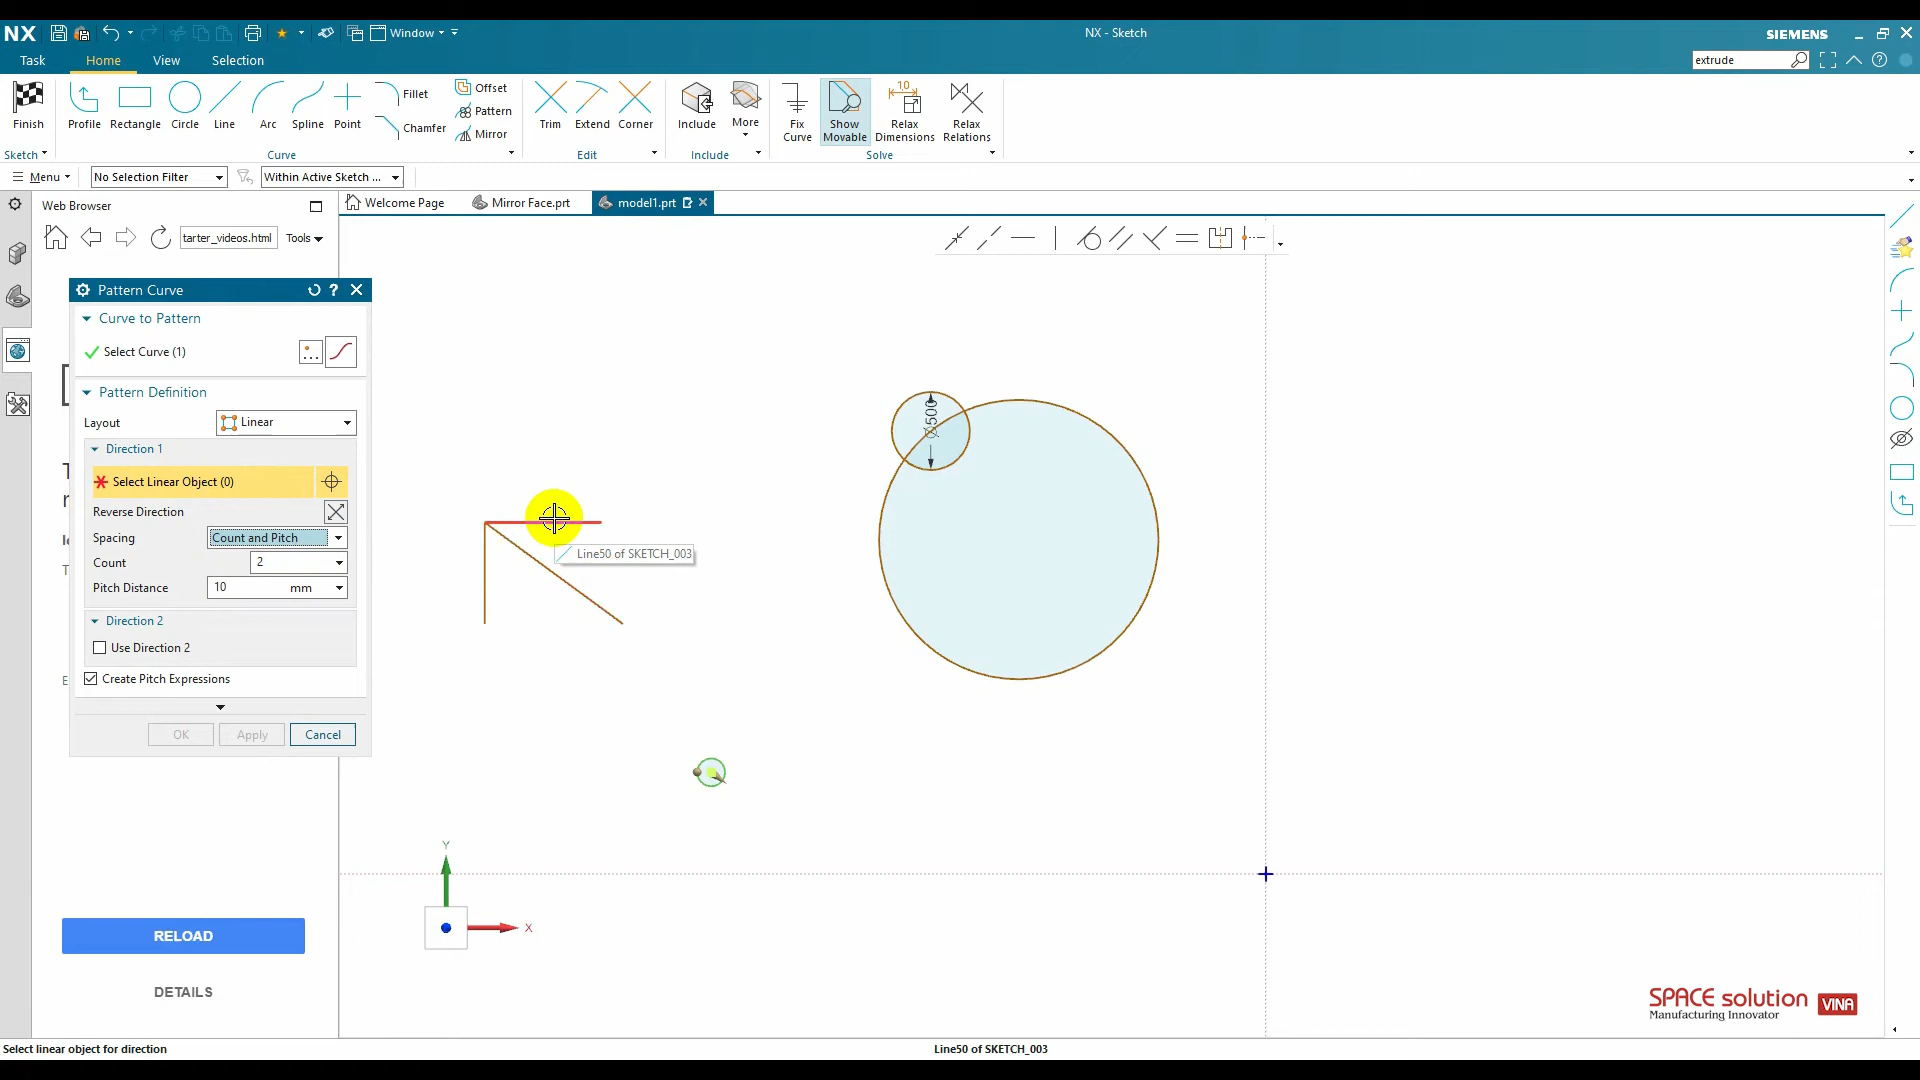 NX
Window
NX - Sketch
SIEMENS
Task
Home
View
Selection
extrude
Finish
Profile
Rectangle
Circle
Line
Arc
Spline
Point
Fillet
Chamfer
Offset
Pattern
Mirror
Trim
Extend
Corner
Include
More
Fix Curve
Show Movable
Relax Dimensions
Relax Relations
Sketch
Curve
Edit
Include
Solve
Menu
No Selection Filter
Within Active Sketch ...
Web Browser
Welcome Page
Mirror Face.prt
model1.prt
tarter_videos.html
Tools
Pattern Curve
Curve to Pattern
Select Curve (1)
Pattern Definition
Layout
Linear
Direction 1
Select Linear Object (0)
Reverse Direction
Spacing
Count and Pitch
Count
2
Pitch Distance
10 mm
Direction 2
Use Direction 2
Create Pitch Expressions
OK
Apply
Cancel
Ø500
Line50 of SKETCH_003
Y
X
RELOAD
DETAILS
SPACE solution VINA
Manufacturing Innovator
Select linear object for direction
Line50 of SKETCH_003